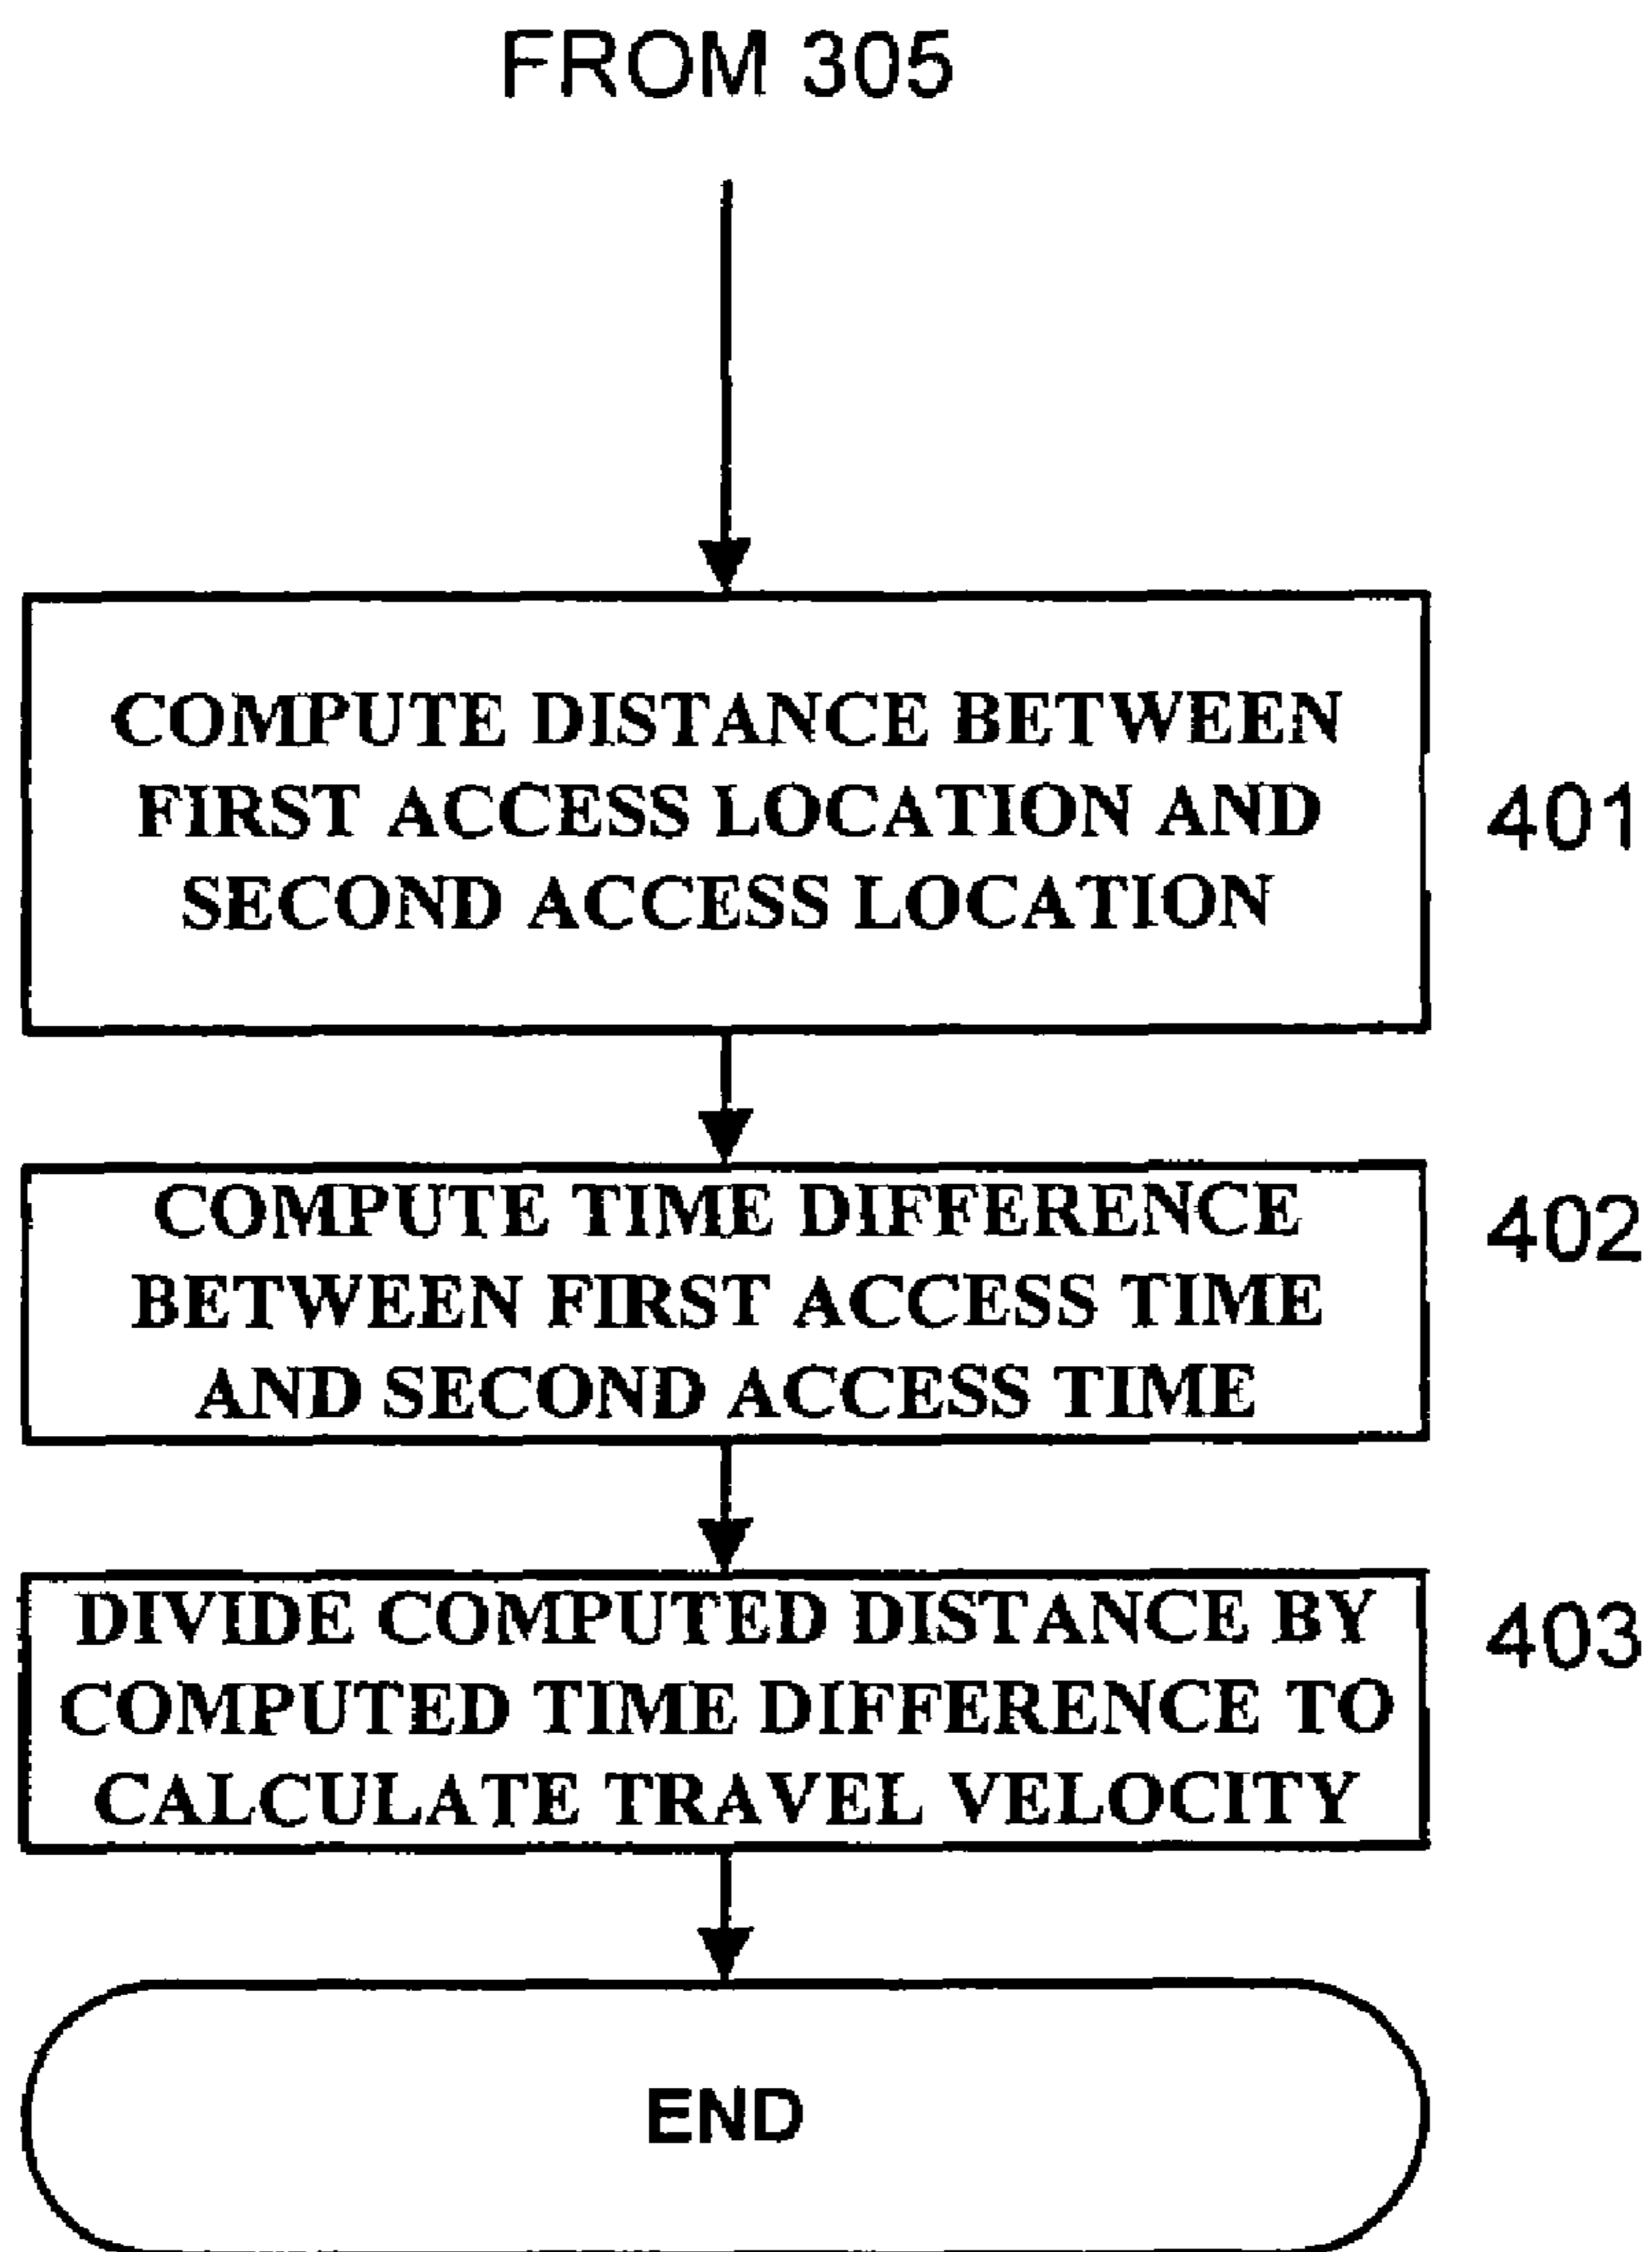 FROM 305
COMPUTE DISTANCE BETWEEN
FIRST ACCESS LOCATION AND
SECOND ACCESS LOCATION
401
COMPUTE TIME DIFFERENCE
BETWEEN FIRST ACCESS TIME
AND SECOND ACCESS TIME
402
DIVIDE COMPUTED DISTANCE BY
COMPUTED TIME DIFFERENCE TO
CALCULATE TRAVEL VELOCITY
403
END